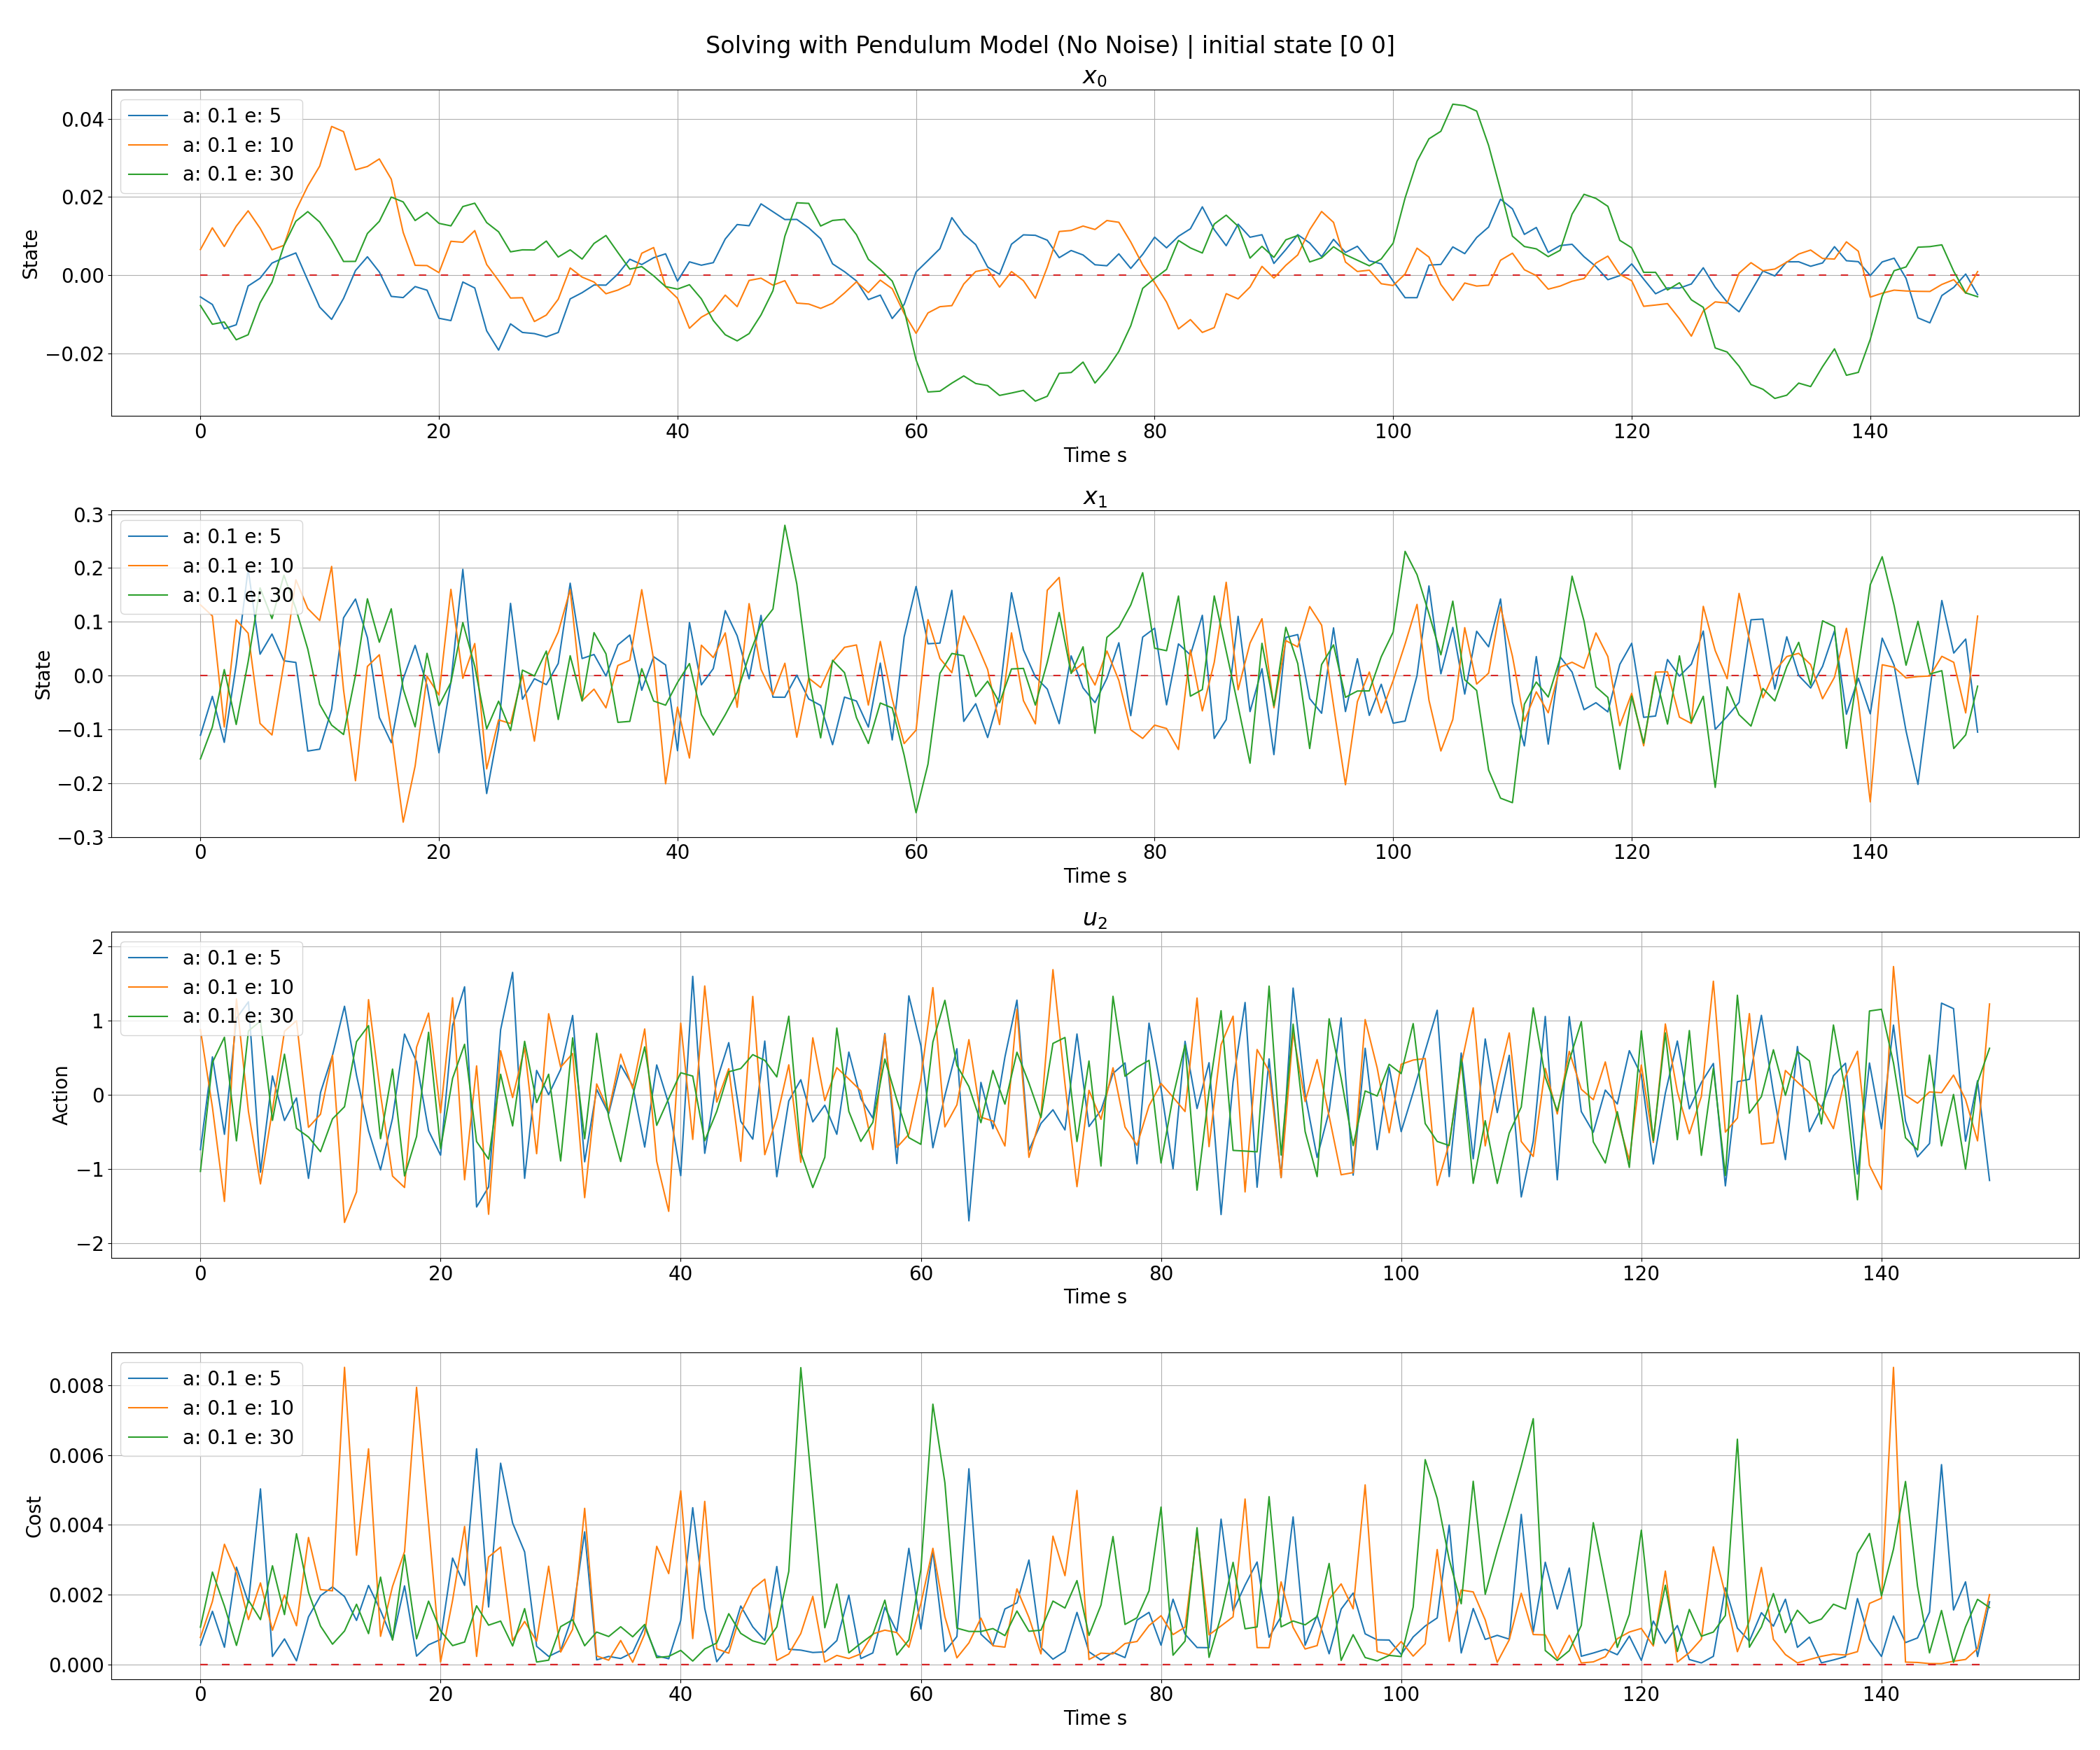 Solving with Pendulum Model (No Noise) | initial state [0 0]
x₀
0.04
0.02
0.00
−0.02
State
a: 0.1 e: 5
a: 0.1 e: 10
a: 0.1 e: 30
0 20 40 60 80 100 120 140
Time s
x₁
0.3
0.2
0.1
0.0
−0.1
−0.2
−0.3
State
a: 0.1 e: 5
a: 0.1 e: 10
a: 0.1 e: 30
0 20 40 60 80 100 120 140
Time s
u₂
2
1
0
−1
−2
Action
a: 0.1 e: 5
a: 0.1 e: 10
a: 0.1 e: 30
0 20 40 60 80 100 120 140
Time s
0.008
0.006
0.004
0.002
0.000
Cost
a: 0.1 e: 5
a: 0.1 e: 10
a: 0.1 e: 30
0 20 40 60 80 100 120 140
Time s